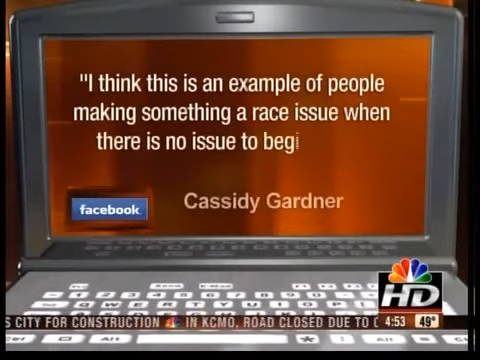 "I think this is an example of people
making something a race issue when
there is no issue to beg
facebook
Cassidy Gardner
HD
S CITY FOR CONSTRUCTION IN KCMO, ROAD CLOSED DUE TO
4:53 49°